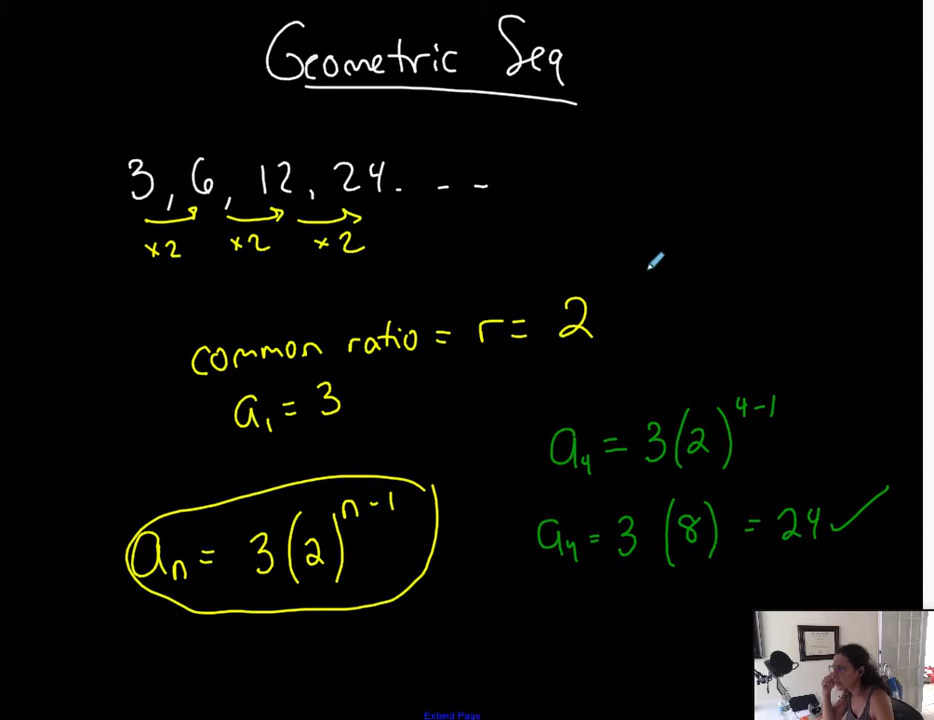 Geometric Seq
3, 6, 12, 24. - -
×2 ×2 ×2
common ratio = r = 2
a₁ = 3
a₄ = 3(2)⁴⁻¹
aₙ = 3(2)ⁿ⁻¹
a₄ = 3 (8) = 24 ✓
Extend Page